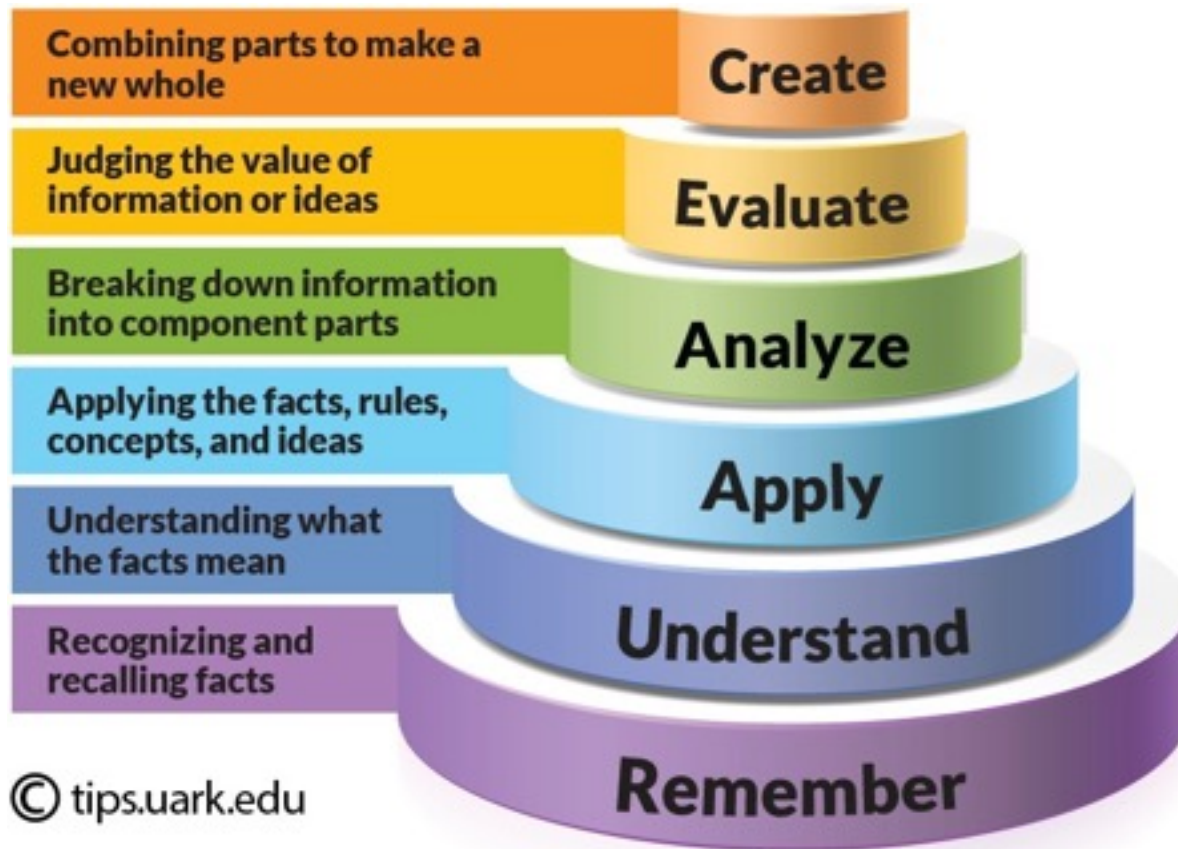 Combining parts to make a
new whole
Create
Judging the value of
information or ideas
Evaluate
Breaking down information
into component parts
Analyze
Applying the facts, rules,
concepts, and ideas
Apply
Understanding what
the facts mean
Understand
Recognizing and
recalling facts
Remember
© tips.uark.edu